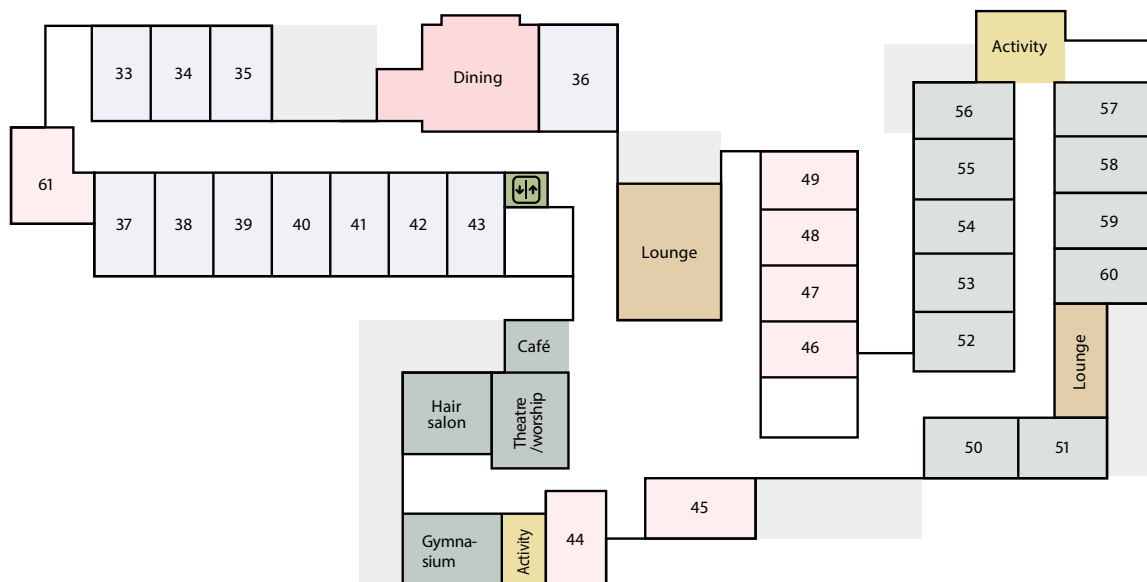 Activity
33
34
35
Dining
36
56
57
55
58
61
49
54
59
37
38
39
40
41
42
43
48
Lounge
53
60
47
52
46
Café
Lounge
Hair
salon
Theatre
/worship
50
51
45
Gymna-
sium
Activity
44